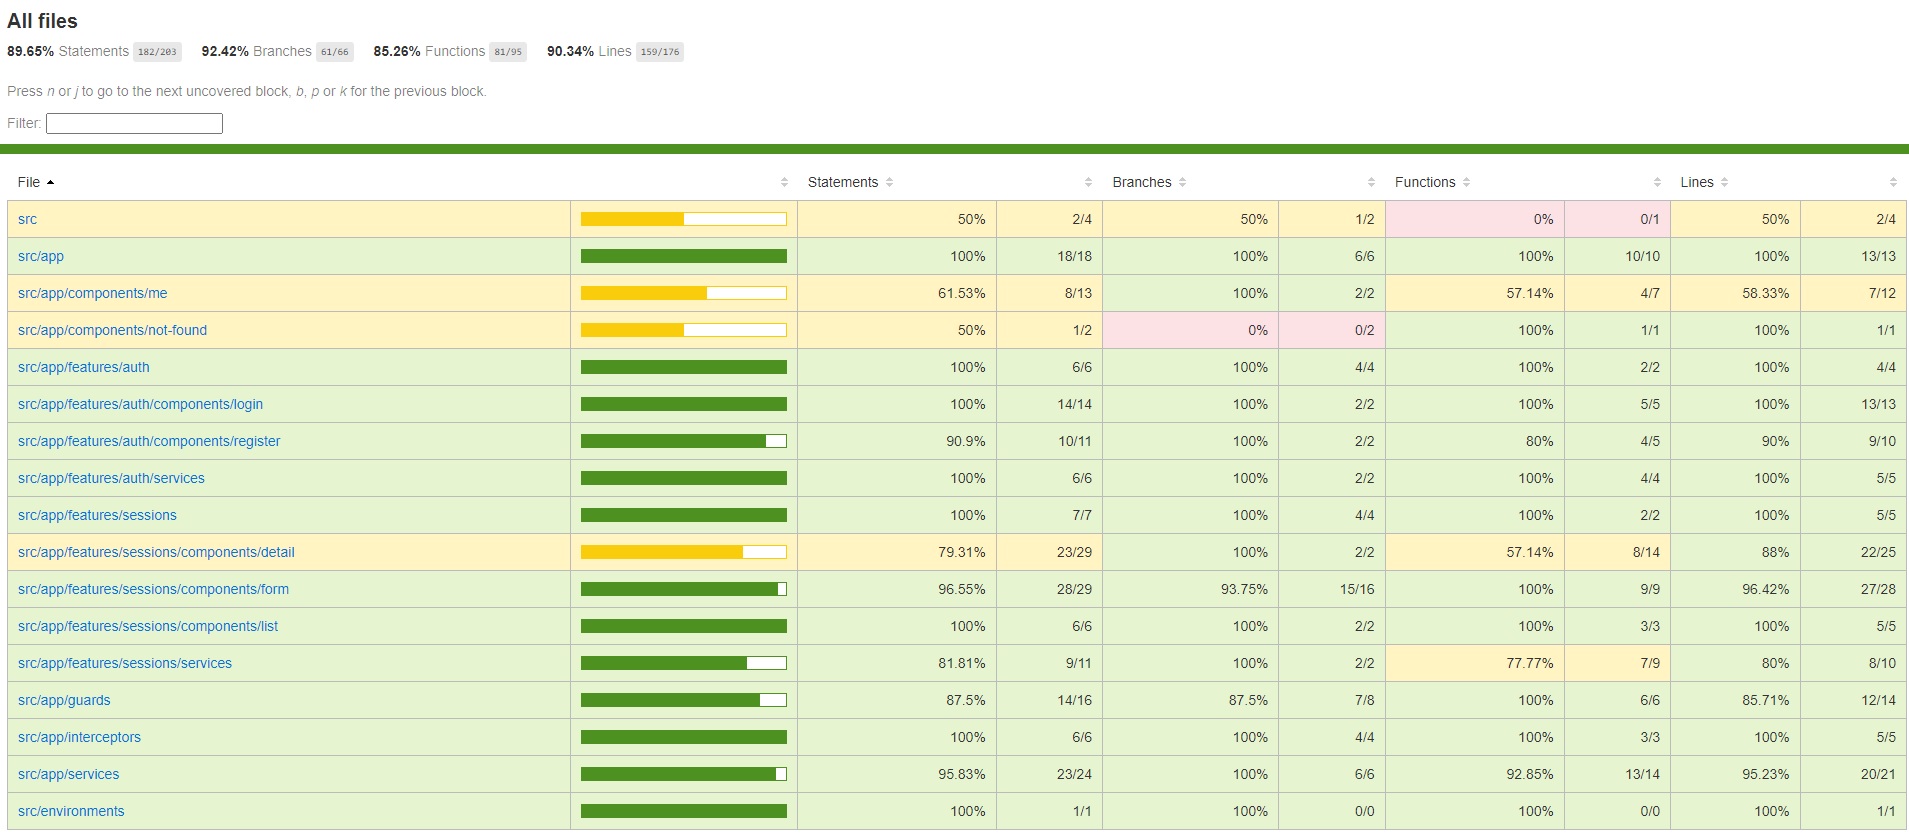 All files
89.65% Statements 182/203 92.42% Branches 61/66 85.26% Functions 81/95 90.34% Lines 159/176
Press n or j to go to the next uncovered block, b, p or k for the previous block.
Filter:
File Statements Branches Functions Lines
src 50% 2/4 50% 1/2 0% 0/1 50% 2/4
src/app 100% 18/18 100% 6/6 100% 10/10 100% 13/13
src/app/components/me 61.53% 8/13 100% 2/2 57.14% 4/7 58.33% 7/12
src/app/components/not-found 50% 1/2 0% 0/2 100% 1/1 100% 1/1
src/app/features/auth 100% 6/6 100% 4/4 100% 2/2 100% 4/4
src/app/features/auth/components/login 100% 14/14 100% 2/2 100% 5/5 100% 13/13
src/app/features/auth/components/register 90.9% 10/11 100% 2/2 80% 4/5 90% 9/10
src/app/features/auth/services 100% 6/6 100% 2/2 100% 4/4 100% 5/5
src/app/features/sessions 100% 7/7 100% 4/4 100% 2/2 100% 5/5
src/app/features/sessions/components/detail 79.31% 23/29 100% 2/2 57.14% 8/14 88% 22/25
src/app/features/sessions/components/form 96.55% 28/29 93.75% 15/16 100% 9/9 96.42% 27/28
src/app/features/sessions/components/list 100% 6/6 100% 2/2 100% 3/3 100% 5/5
src/app/features/sessions/services 81.81% 9/11 100% 2/2 77.77% 7/9 80% 8/10
src/app/guards 87.5% 14/16 87.5% 7/8 100% 6/6 85.71% 12/14
src/app/interceptors 100% 6/6 100% 4/4 100% 3/3 100% 5/5
src/app/services 95.83% 23/24 100% 6/6 92.85% 13/14 95.23% 20/21
src/environments 100% 1/1 100% 0/0 100% 0/0 100% 1/1